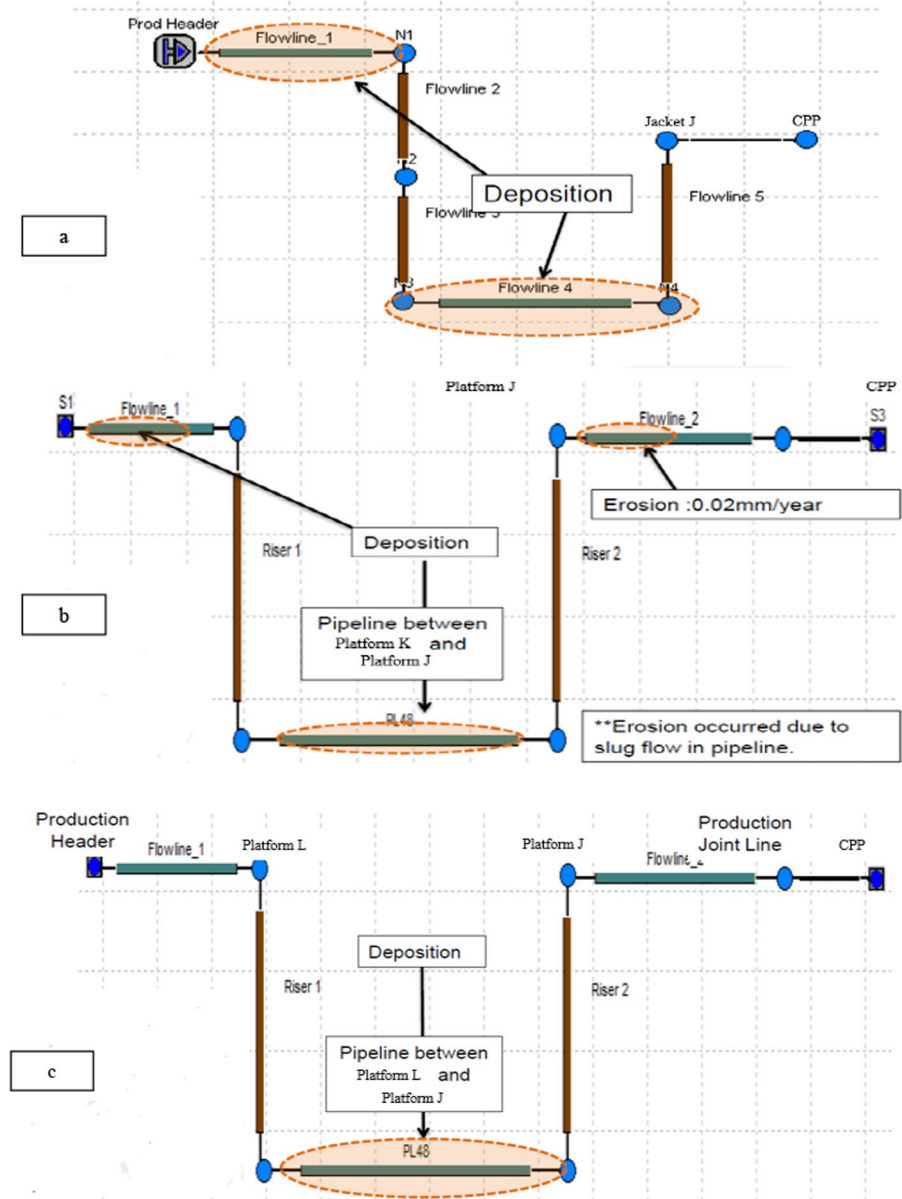 Prod Header
Flowline_1
N1
Flowline 2
Jacket J
CPP
Deposition
Flowline 5
a
Flowline 4
Platform J
CPP
S1
Flowline_1
Flowline_2
S3
Erosion :0.02mm/year
Deposition
Riser 1
Riser 2
b
Pipeline between
Platform K and
Platform J
PL48
**Erosion occurred due to
slug flow in pipeline.
Production
Header
Flowline_1
Platform L
Platform J
Production
Joint Line
CPP
Deposition
Riser 1
Riser 2
c
Pipeline between
Platform L and
Platform J
PL48